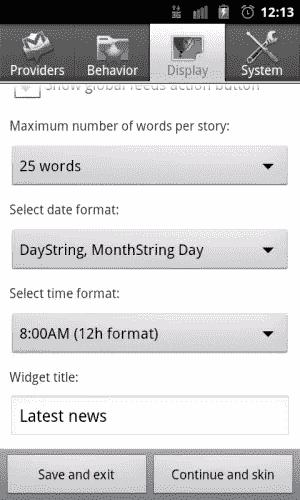 3G
12:13
Providers Behavior Display System
Show global feeds action button
Maximum number of words per story:
25 words
Select date format:
DayString, MonthString Day
Select time format:
8:00AM (12h format)
Widget title:
Latest news
Save and exit Continue and skin